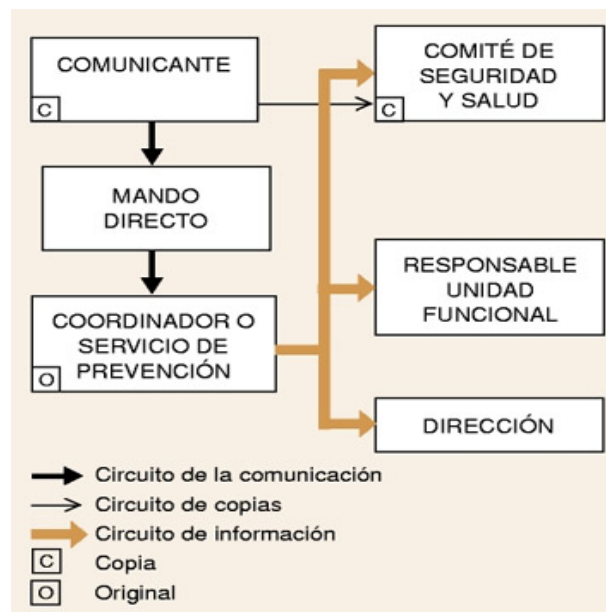 COMUNICANTE
C
MANDO
DIRECTO
COORDINADOR O
SERVICIO DE
PREVENCIÓN
O
COMITÉ DE
SEGURIDAD
Y SALUD
C
RESPONSABLE
UNIDAD
FUNCIONAL
DIRECCIÓN
Circuito de la comunicación
Circuito de copias
Circuito de información
C Copia
O Original